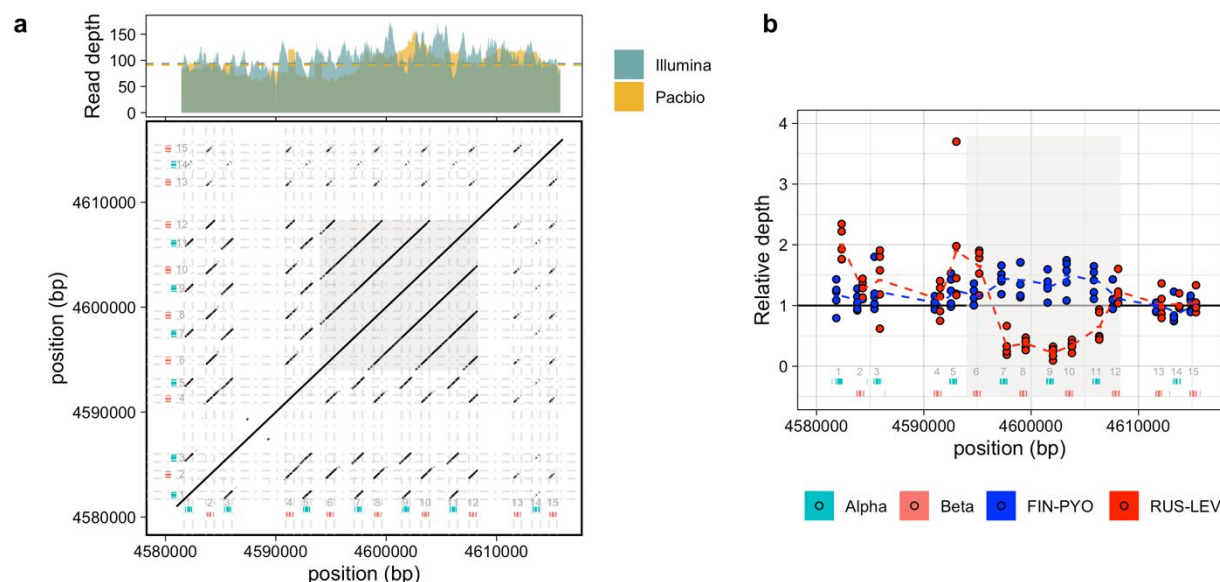 a
Read depth
150
100
50
0
Illumina
Pacbio
position (bp)
4610000
4600000
4590000
4580000
15
14
13
12
11
10
9
8
7
6
5
4
3
2
1
1 2 3 4 5 6 7 8 9 10 11 12 13 14 15
4580000 4590000 4600000 4610000
position (bp)
b
Relative depth
4
3
2
1
0
1 2 3 4 5 6 7 8 9 10 11 12 13 14 15
4580000 4590000 4600000 4610000
position (bp)
Alpha Beta FIN-PYO RUS-LEV